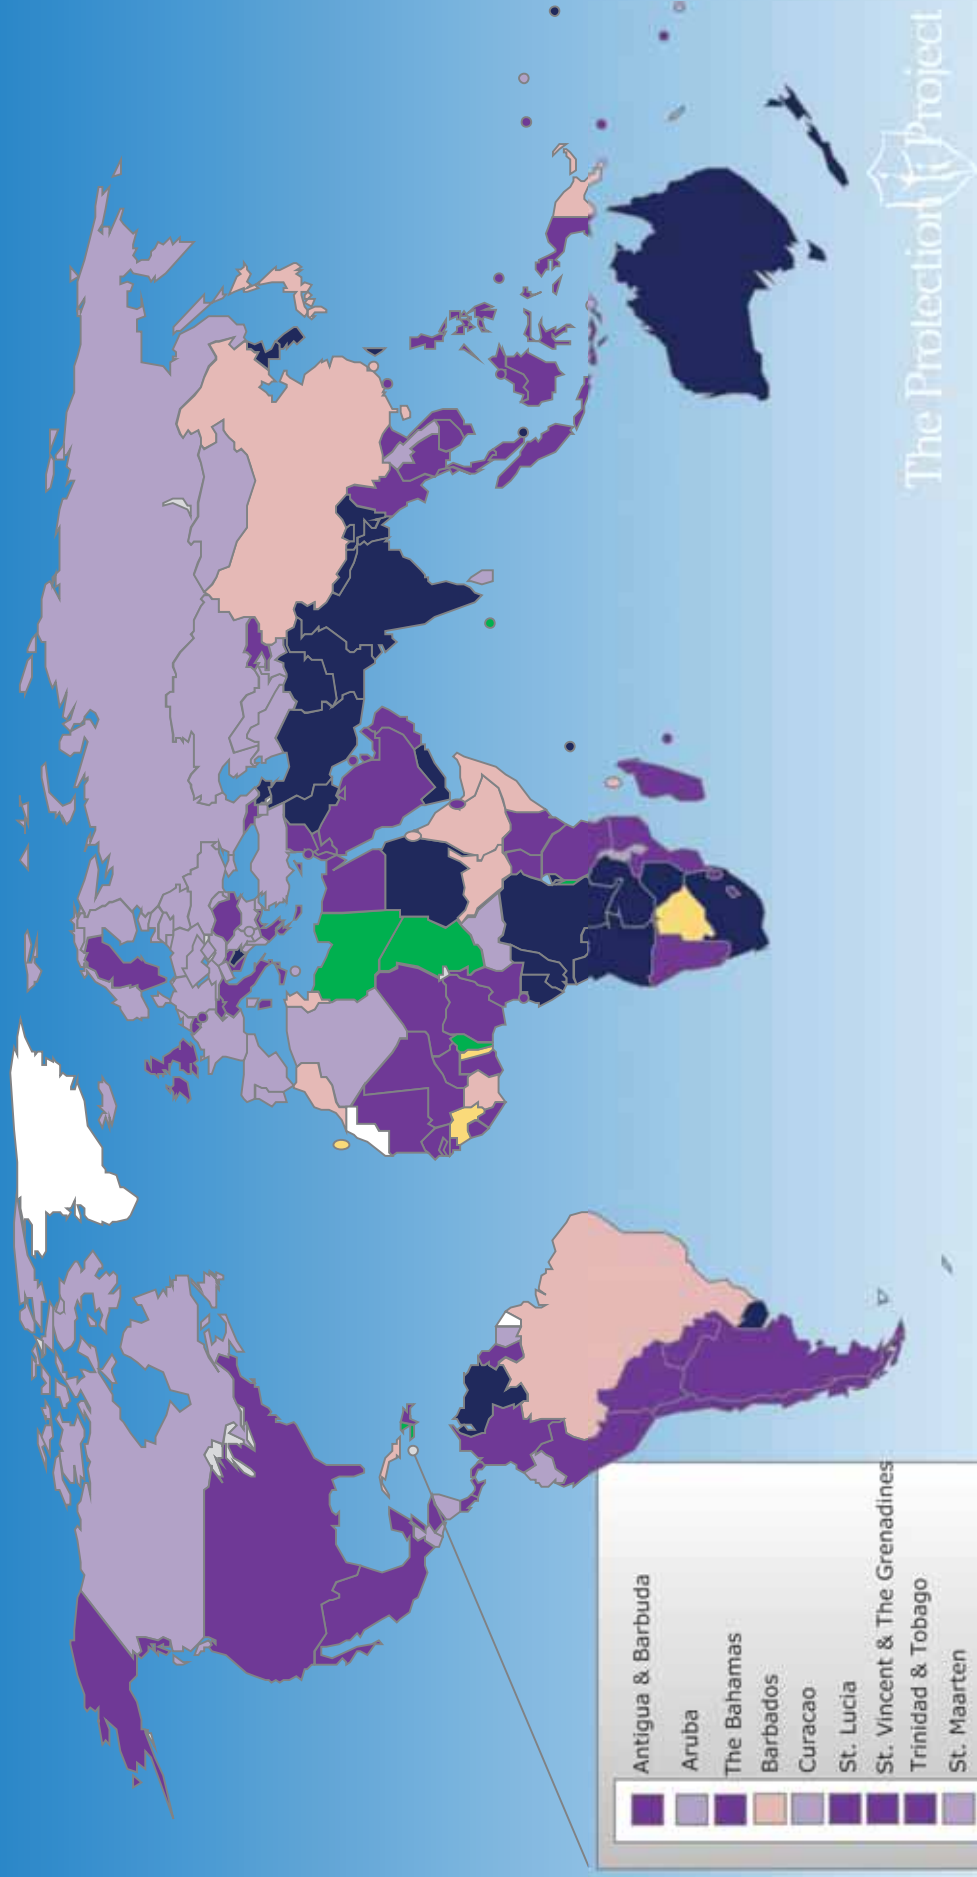 The Protection Project
Antigua & Barbuda
Aruba
The Bahamas
Barbados
Curacao
St. Lucia
St. Vincent & The Grenadines
Trinidad & Tobago
St. Maarten